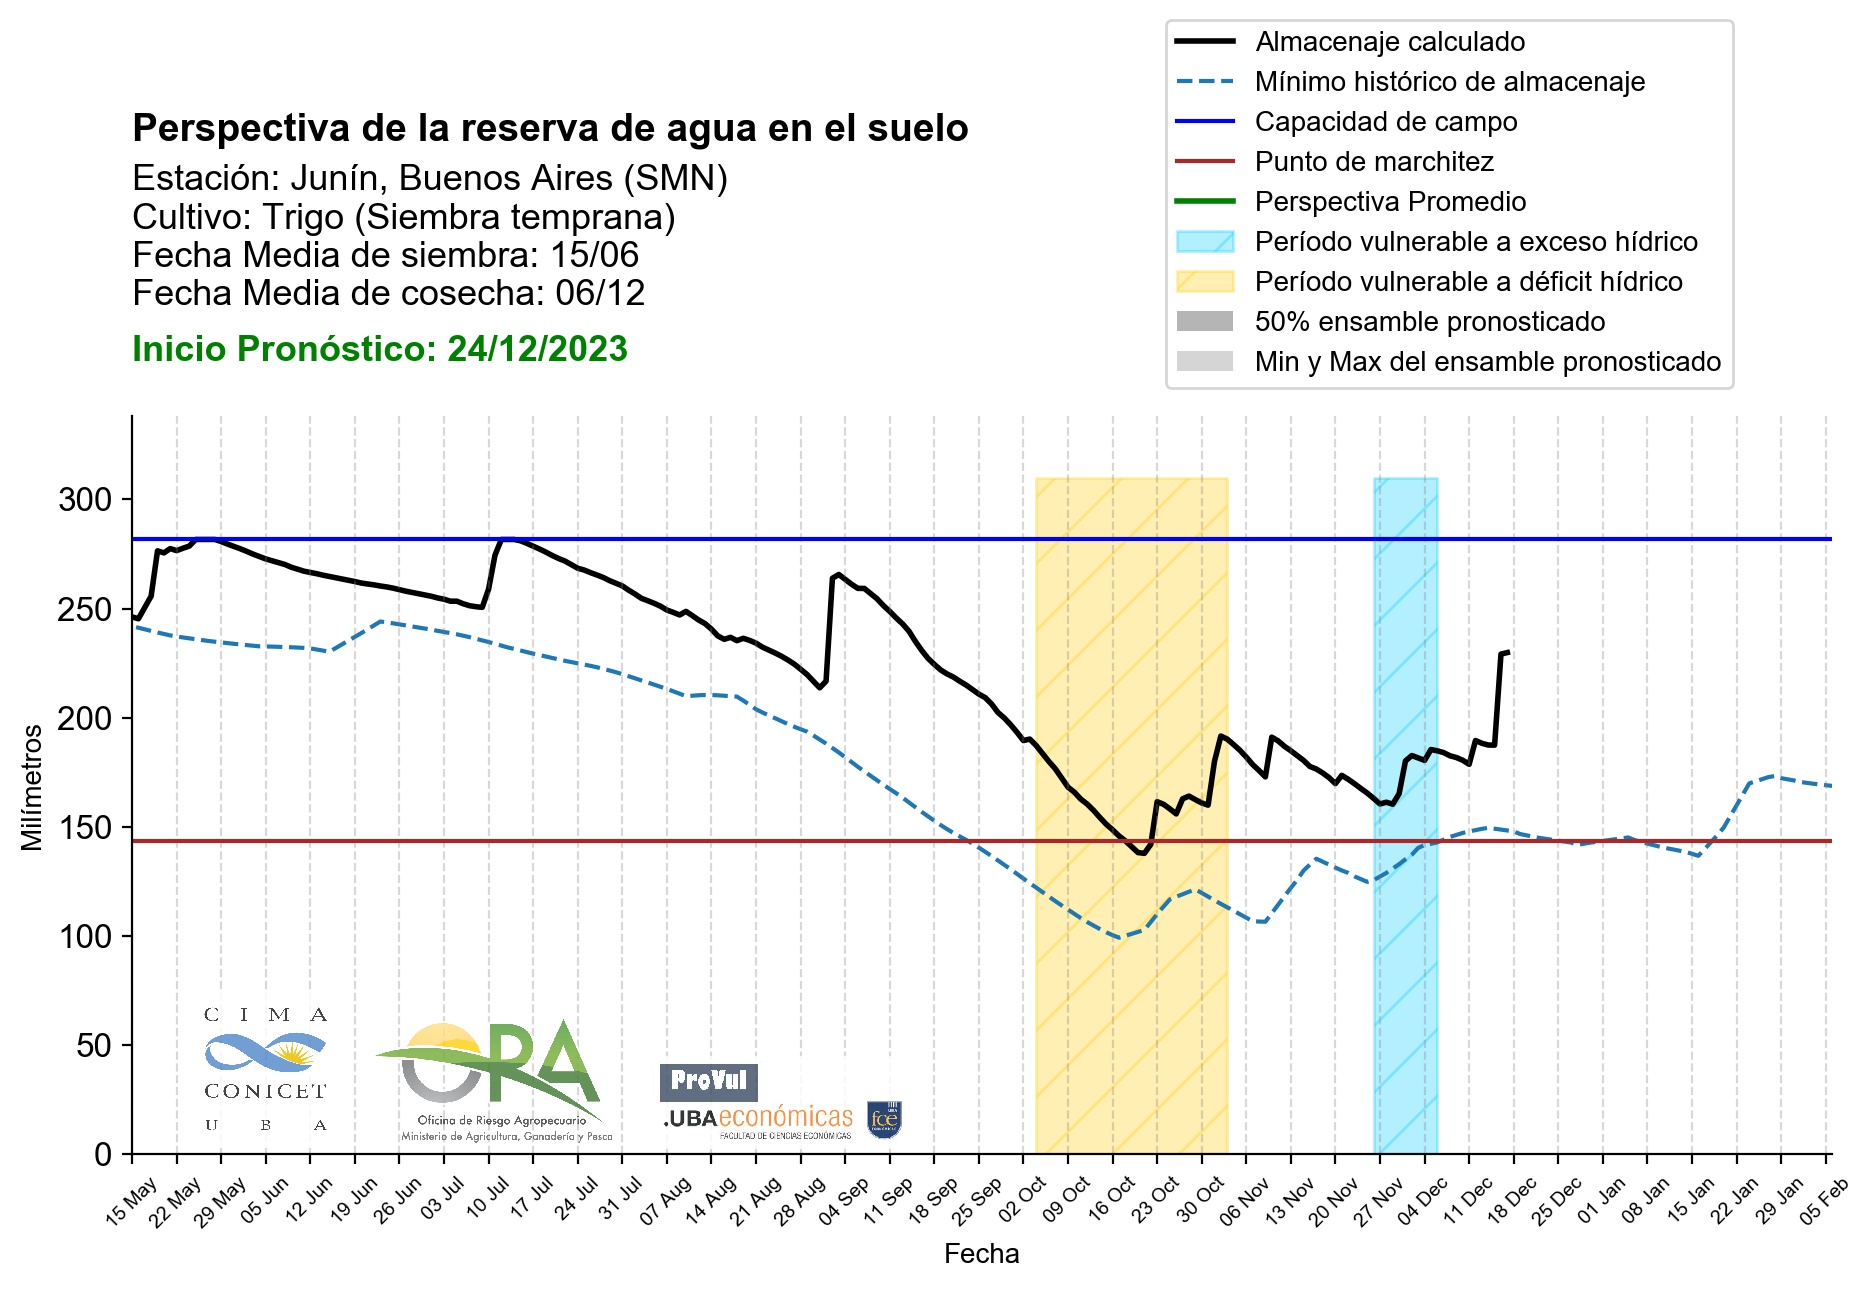 Almacenaje calculado
Mínimo histórico de almacenaje
Capacidad de campo
Punto de marchitez
Perspectiva Promedio
Período vulnerable a exceso hídrico
Período vulnerable a déficit hídrico
50% ensamble pronosticado
Min y Max del ensamble pronosticado
Perspectiva de la reserva de agua en el suelo
Estación: Junín, Buenos Aires (SMN)
Cultivo: Trigo (Siembra temprana)
Fecha Media de siembra: 15/06
Fecha Media de cosecha: 06/12
Inicio Pronóstico: 24/12/2023
300
250
200
150
100
50
0
Milímetros
CIMA
CONICET
UBA
ORA
Oficina de Riesgo Agropecuario
Ministerio de Agricultura, Ganadería y Pesca
ProVul
.UBAeconómicas
FACULTAD DE CIENCIAS ECONÓMICAS
fce
15 May
22 May
29 May
05 Jun
12 Jun
19 Jun
26 Jun
03 Jul
10 Jul
17 Jul
24 Jul
31 Jul
07 Aug
14 Aug
21 Aug
28 Aug
04 Sep
11 Sep
18 Sep
25 Sep
02 Oct
09 Oct
16 Oct
23 Oct
30 Oct
06 Nov
13 Nov
20 Nov
27 Nov
04 Dec
11 Dec
18 Dec
25 Dec
01 Jan
08 Jan
15 Jan
22 Jan
29 Jan
05 Feb
Fecha